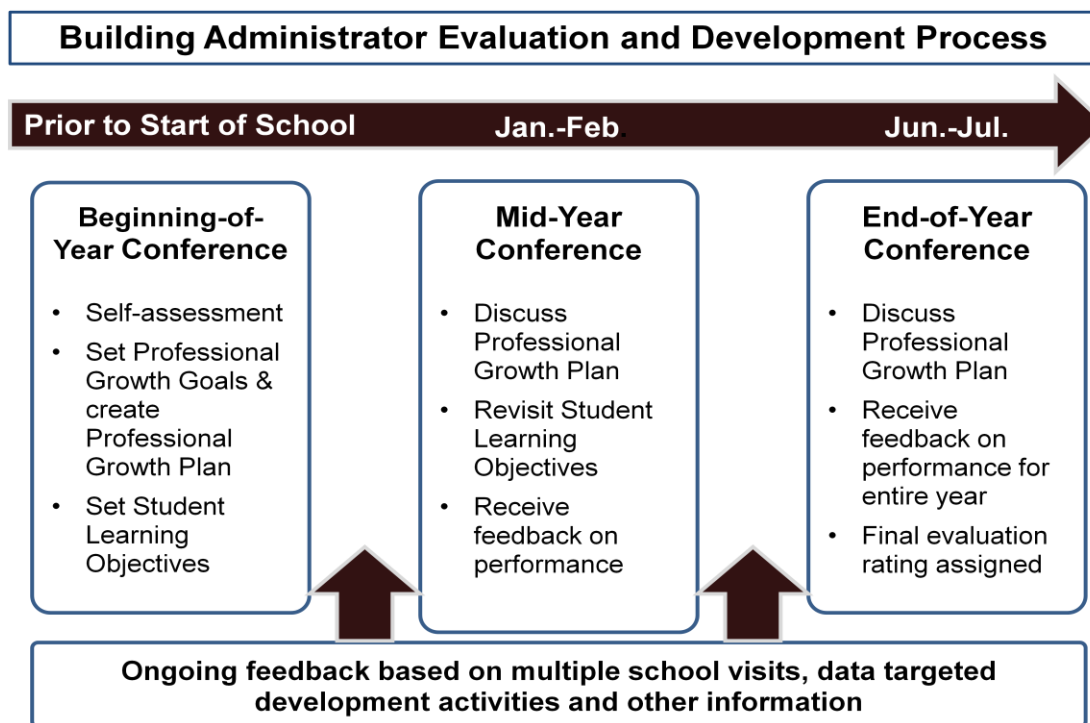 Building Administrator Evaluation and Development Process
Prior to Start of School
Jan.-Feb.
Jun.-Jul.
Beginning-of-
Year Conference
• Self-assessment
• Set Professional
Growth Goals &
create
Professional
Growth Plan
• Set Student
Learning
Objectives
Mid-Year
Conference
• Discuss
Professional
Growth Plan
• Revisit Student
Learning
Objectives
• Receive
feedback on
performance
End-of-Year
Conference
• Discuss
Professional
Growth Plan
• Receive
feedback on
performance for
entire year
• Final evaluation
rating assigned
Ongoing feedback based on multiple school visits, data targeted
development activities and other information